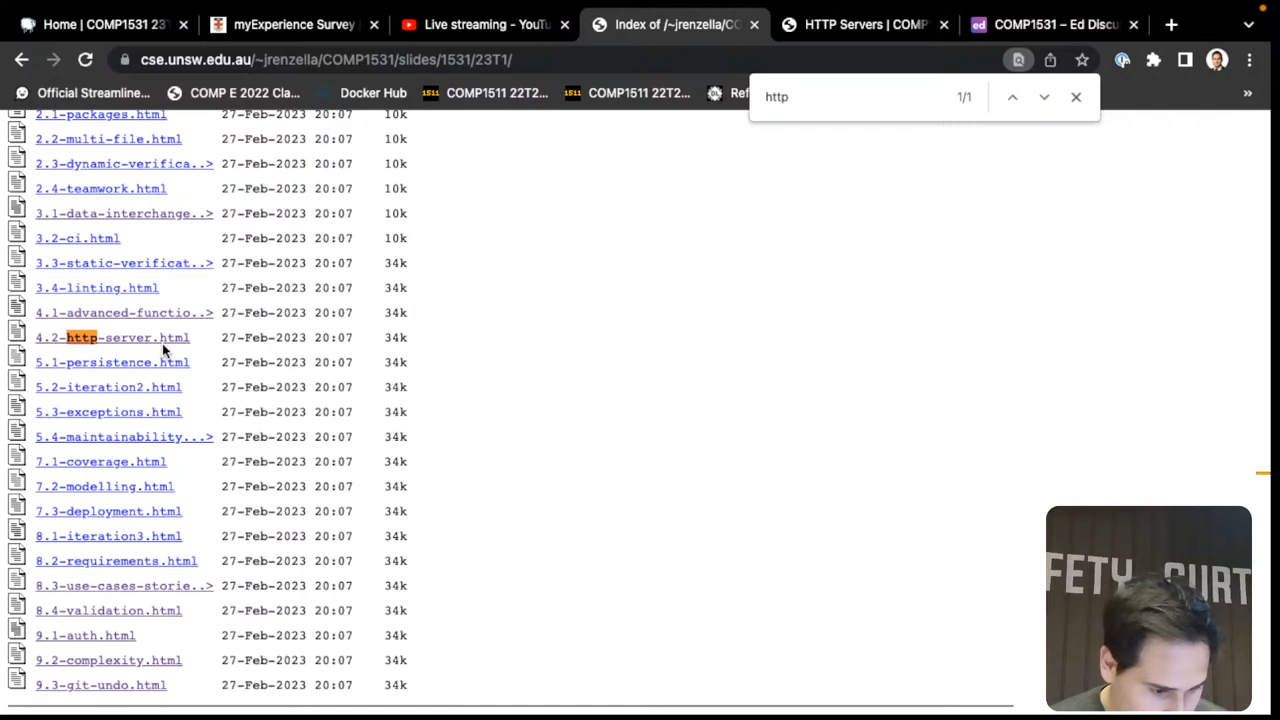 Home | COMP1531 23
myExperience Survey
Live streaming - YouTu
Index of /~jrenzella/CO
HTTP Servers | COMP
ed COMP1531 – Ed Discu
cse.unsw.edu.au/~jrenzella/COMP1531/slides/1531/23T1/
Official Streamline...
COMP E 2022 Cla...
Docker Hub
1511 COMP1511 22T2...
1511 COMP1511 22T2...
Ref
»
http 1/1
2.1-packages.html 27-Feb-2023 20:07 10k
2.2-multi-file.html 27-Feb-2023 20:07 10k
2.3-dynamic-verifica..> 27-Feb-2023 20:07 10k
2.4-teamwork.html 27-Feb-2023 20:07 10k
3.1-data-interchange..> 27-Feb-2023 20:07 10k
3.2-ci.html 27-Feb-2023 20:07 10k
3.3-static-verificat..> 27-Feb-2023 20:07 34k
3.4-linting.html 27-Feb-2023 20:07 34k
4.1-advanced-functio..> 27-Feb-2023 20:07 34k
4.2-http-server.html 27-Feb-2023 20:07 34k
5.1-persistence.html 27-Feb-2023 20:07 34k
5.2-iteration2.html 27-Feb-2023 20:07 34k
5.3-exceptions.html 27-Feb-2023 20:07 34k
5.4-maintainability...> 27-Feb-2023 20:07 34k
7.1-coverage.html 27-Feb-2023 20:07 34k
7.2-modelling.html 27-Feb-2023 20:07 34k
7.3-deployment.html 27-Feb-2023 20:07 34k
8.1-iteration3.html 27-Feb-2023 20:07 34k
8.2-requirements.html 27-Feb-2023 20:07 34k
8.3-use-cases-storie..> 27-Feb-2023 20:07 34k
8.4-validation.html 27-Feb-2023 20:07 34k
9.1-auth.html 27-Feb-2023 20:07 34k
9.2-complexity.html 27-Feb-2023 20:07 34k
9.3-git-undo.html 27-Feb-2023 20:07 34k
FETY CURT